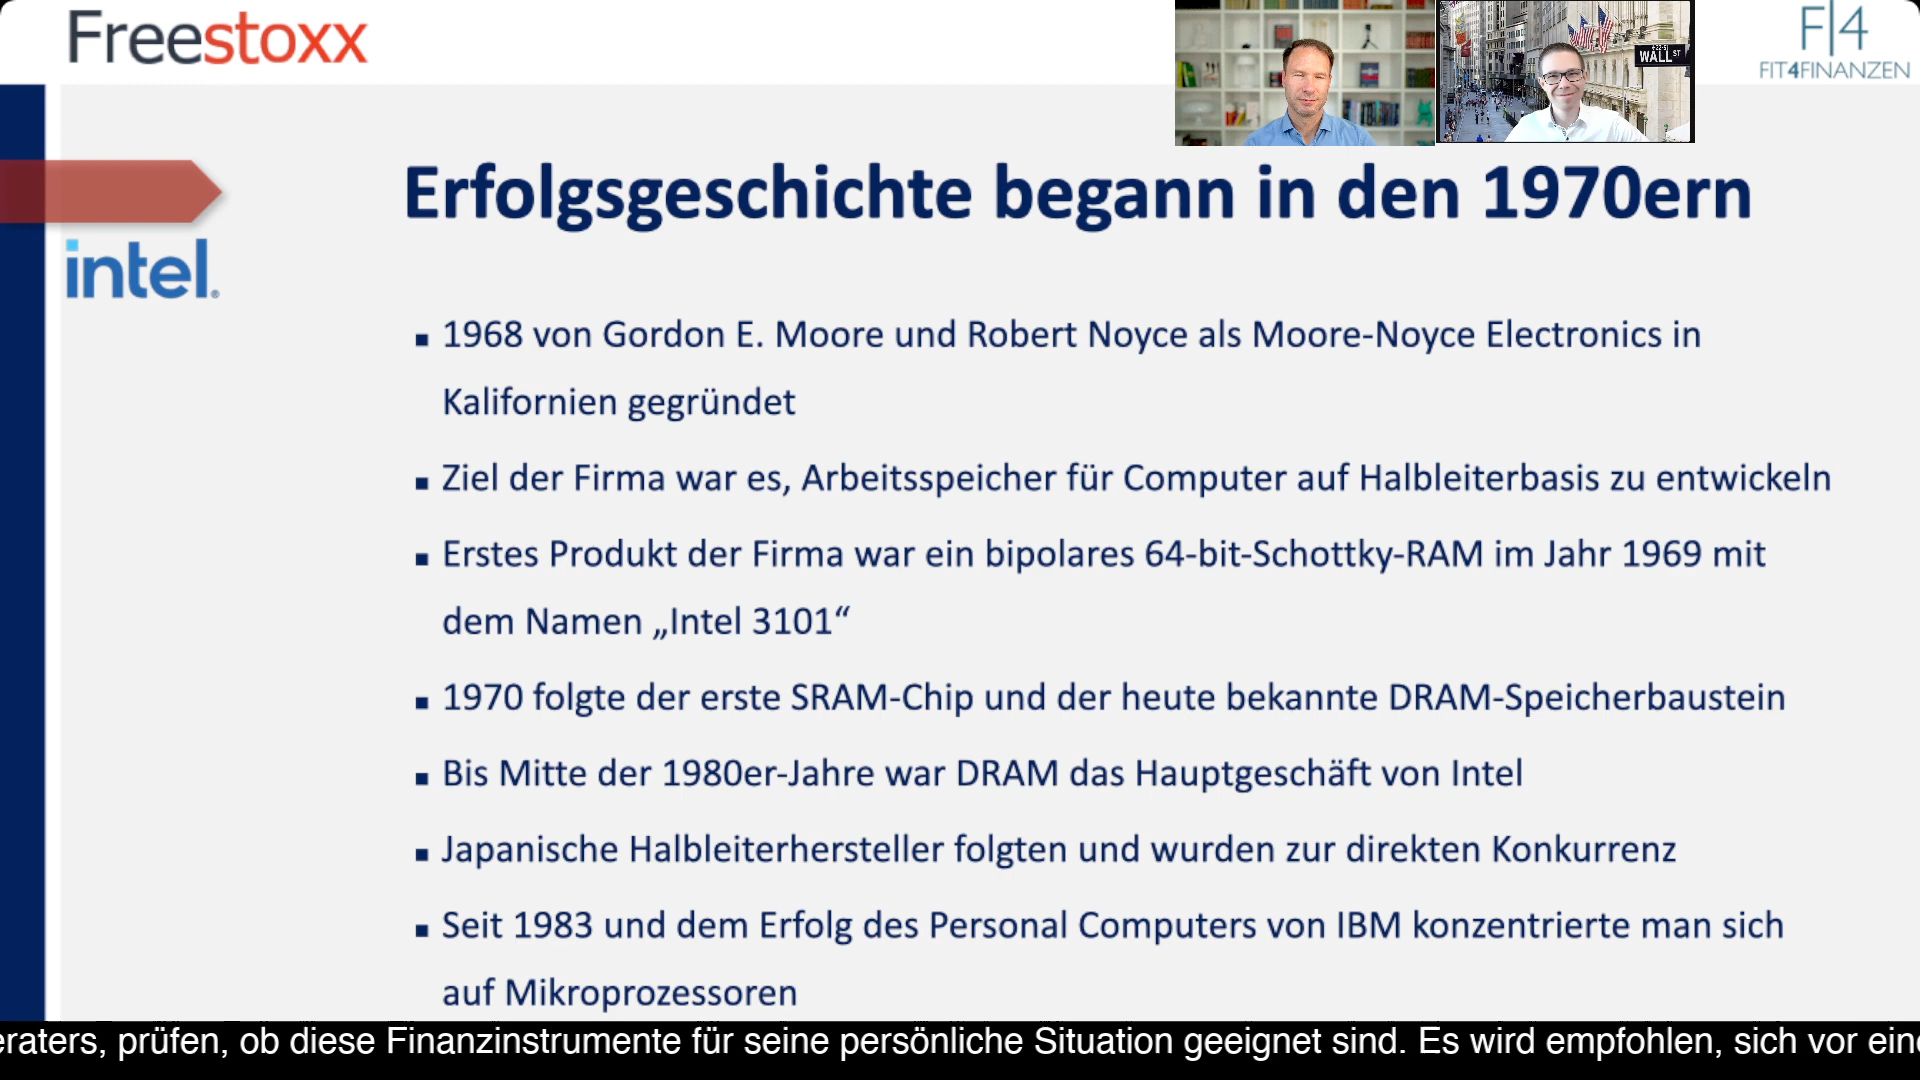 Freestoxx
WALL ST
F|4
FIT4FINANZEN
Erfolgsgeschichte begann in den 1970ern
intel®
▪ 1968 von Gordon E. Moore und Robert Noyce als Moore-Noyce Electronics in
Kalifornien gegründet
▪ Ziel der Firma war es, Arbeitsspeicher für Computer auf Halbleiterbasis zu entwickeln
▪ Erstes Produkt der Firma war ein bipolares 64-bit-Schottky-RAM im Jahr 1969 mit
dem Namen „Intel 3101“
▪ 1970 folgte der erste SRAM-Chip und der heute bekannte DRAM-Speicherbaustein
▪ Bis Mitte der 1980er-Jahre war DRAM das Hauptgeschäft von Intel
▪ Japanische Halbleiterhersteller folgten und wurden zur direkten Konkurrenz
▪ Seit 1983 und dem Erfolg des Personal Computers von IBM konzentrierte man sich
auf Mikroprozessoren
eraters, prüfen, ob diese Finanzinstrumente für seine persönliche Situation geeignet sind. Es wird empfohlen, sich vor eine